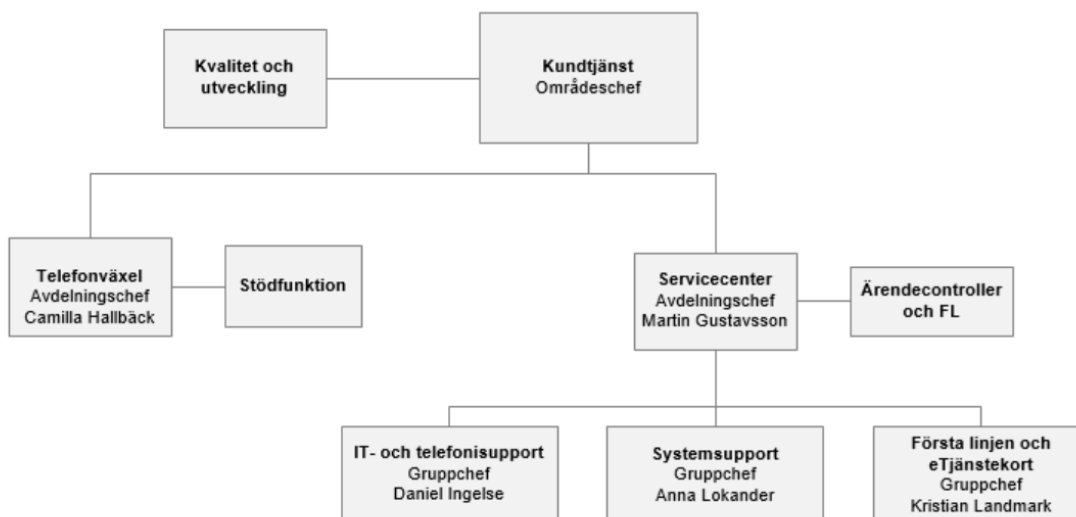 Kvalitet och
utveckling
Kundtjänst
Områdeschef
Telefonväxel
Avdelningschef
Camilla Hallbäck
Stödfunktion
Servicecenter
Avdelningschef
Martin Gustavsson
Ärendecontroller
och FL
IT- och telefonisupport
Gruppchef
Daniel Ingelse
Systemsupport
Gruppchef
Anna Lokander
Första linjen och
eTjänstekort
Gruppchef
Kristian Landmark